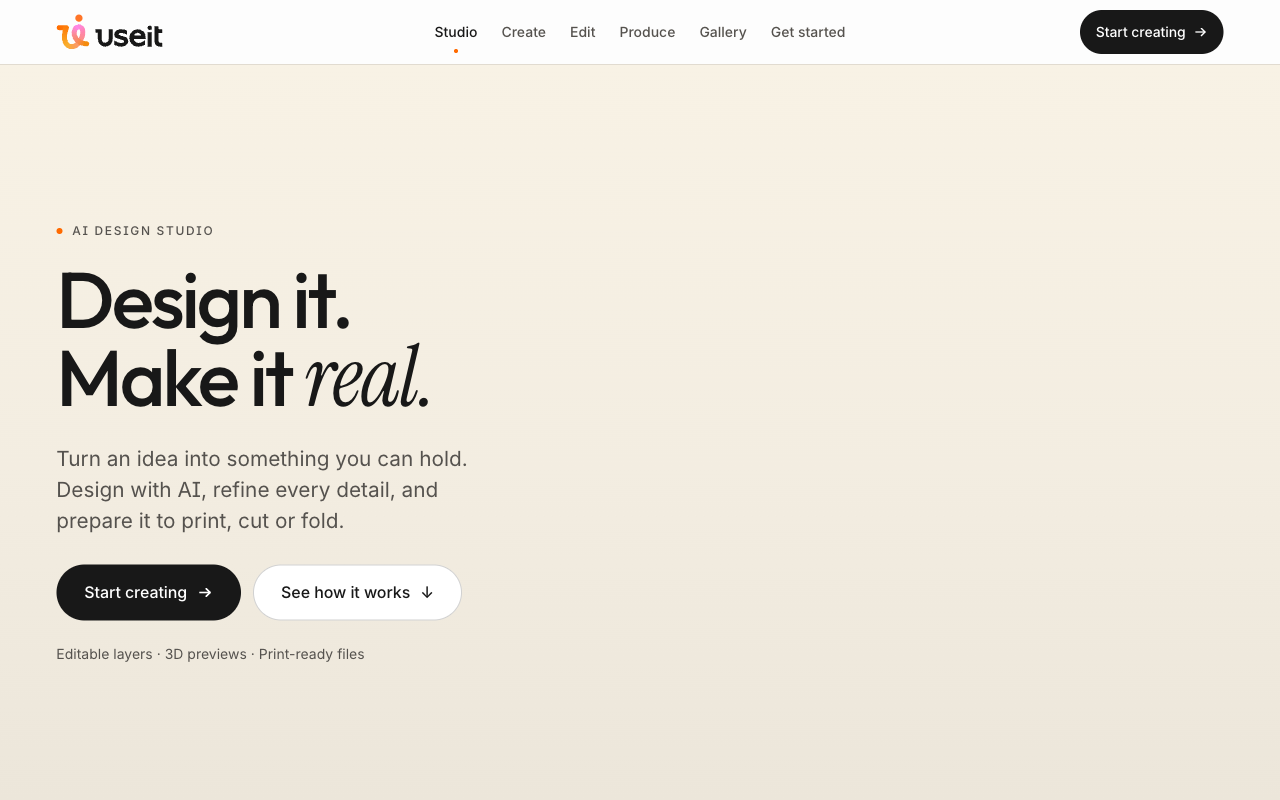 useit
Studio
Create
Edit
Produce
Gallery
Get started
Start creating →
AI DESIGN STUDIO
Design it.
Make it real.
Turn an idea into something you can hold.
Design with AI, refine every detail, and
prepare it to print, cut or fold.
Start creating →
See how it works ↓
Editable layers · 3D previews · Print-ready files